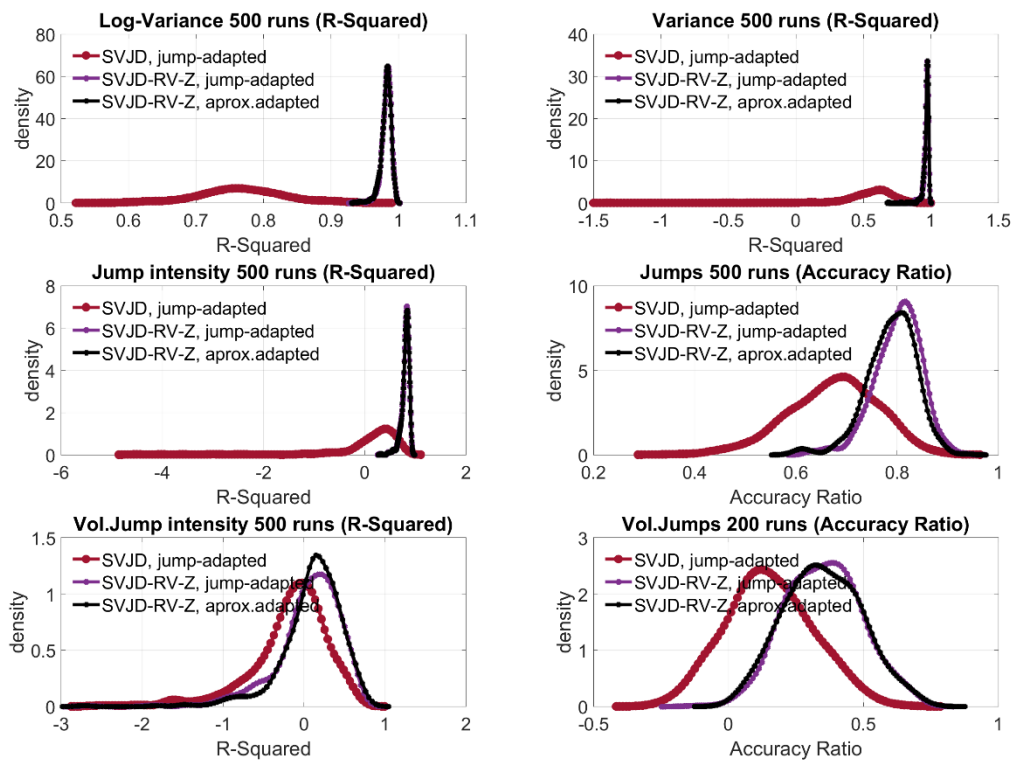 Log-Variance 500 runs (R-Squared)
80
60
40
20
0
density
SVJD, jump-adapted
SVJD-RV-Z, jump-adapted
SVJD-RV-Z, aprox.adapted
0.5 0.6 0.7 0.8 0.9 1 1.1
R-Squared
Variance 500 runs (R-Squared)
40
30
20
10
0
density
SVJD, jump-adapted
SVJD-RV-Z, jump-adapted
SVJD-RV-Z, aprox.adapted
-1.5 -1 -0.5 0 0.5 1 1.5
R-Squared
Jump intensity 500 runs (R-Squared)
8
6
4
2
0
density
SVJD, jump-adapted
SVJD-RV-Z, jump-adapted
SVJD-RV-Z, aprox.adapted
-6 -4 -2 0 2
R-Squared
Jumps 500 runs (Accuracy Ratio)
10
5
0
density
SVJD, jump-adapted
SVJD-RV-Z, jump-adapted
SVJD-RV-Z, aprox.adapted
0.2 0.4 0.6 0.8 1
Accuracy Ratio
Vol.Jump intensity 500 runs (R-Squared)
1.5
1
0.5
0
density
SVJD, jump-adapted
SVJD-RV-Z, jump-adapted
SVJD-RV-Z, aprox.adapted
-3 -2 -1 0 1 2
R-Squared
Vol.Jumps 200 runs (Accuracy Ratio)
3
2
1
0
density
SVJD, jump-adapted
SVJD-RV-Z, jump-adapted
SVJD-RV-Z, aprox.adapted
-0.5 0 0.5 1
Accuracy Ratio